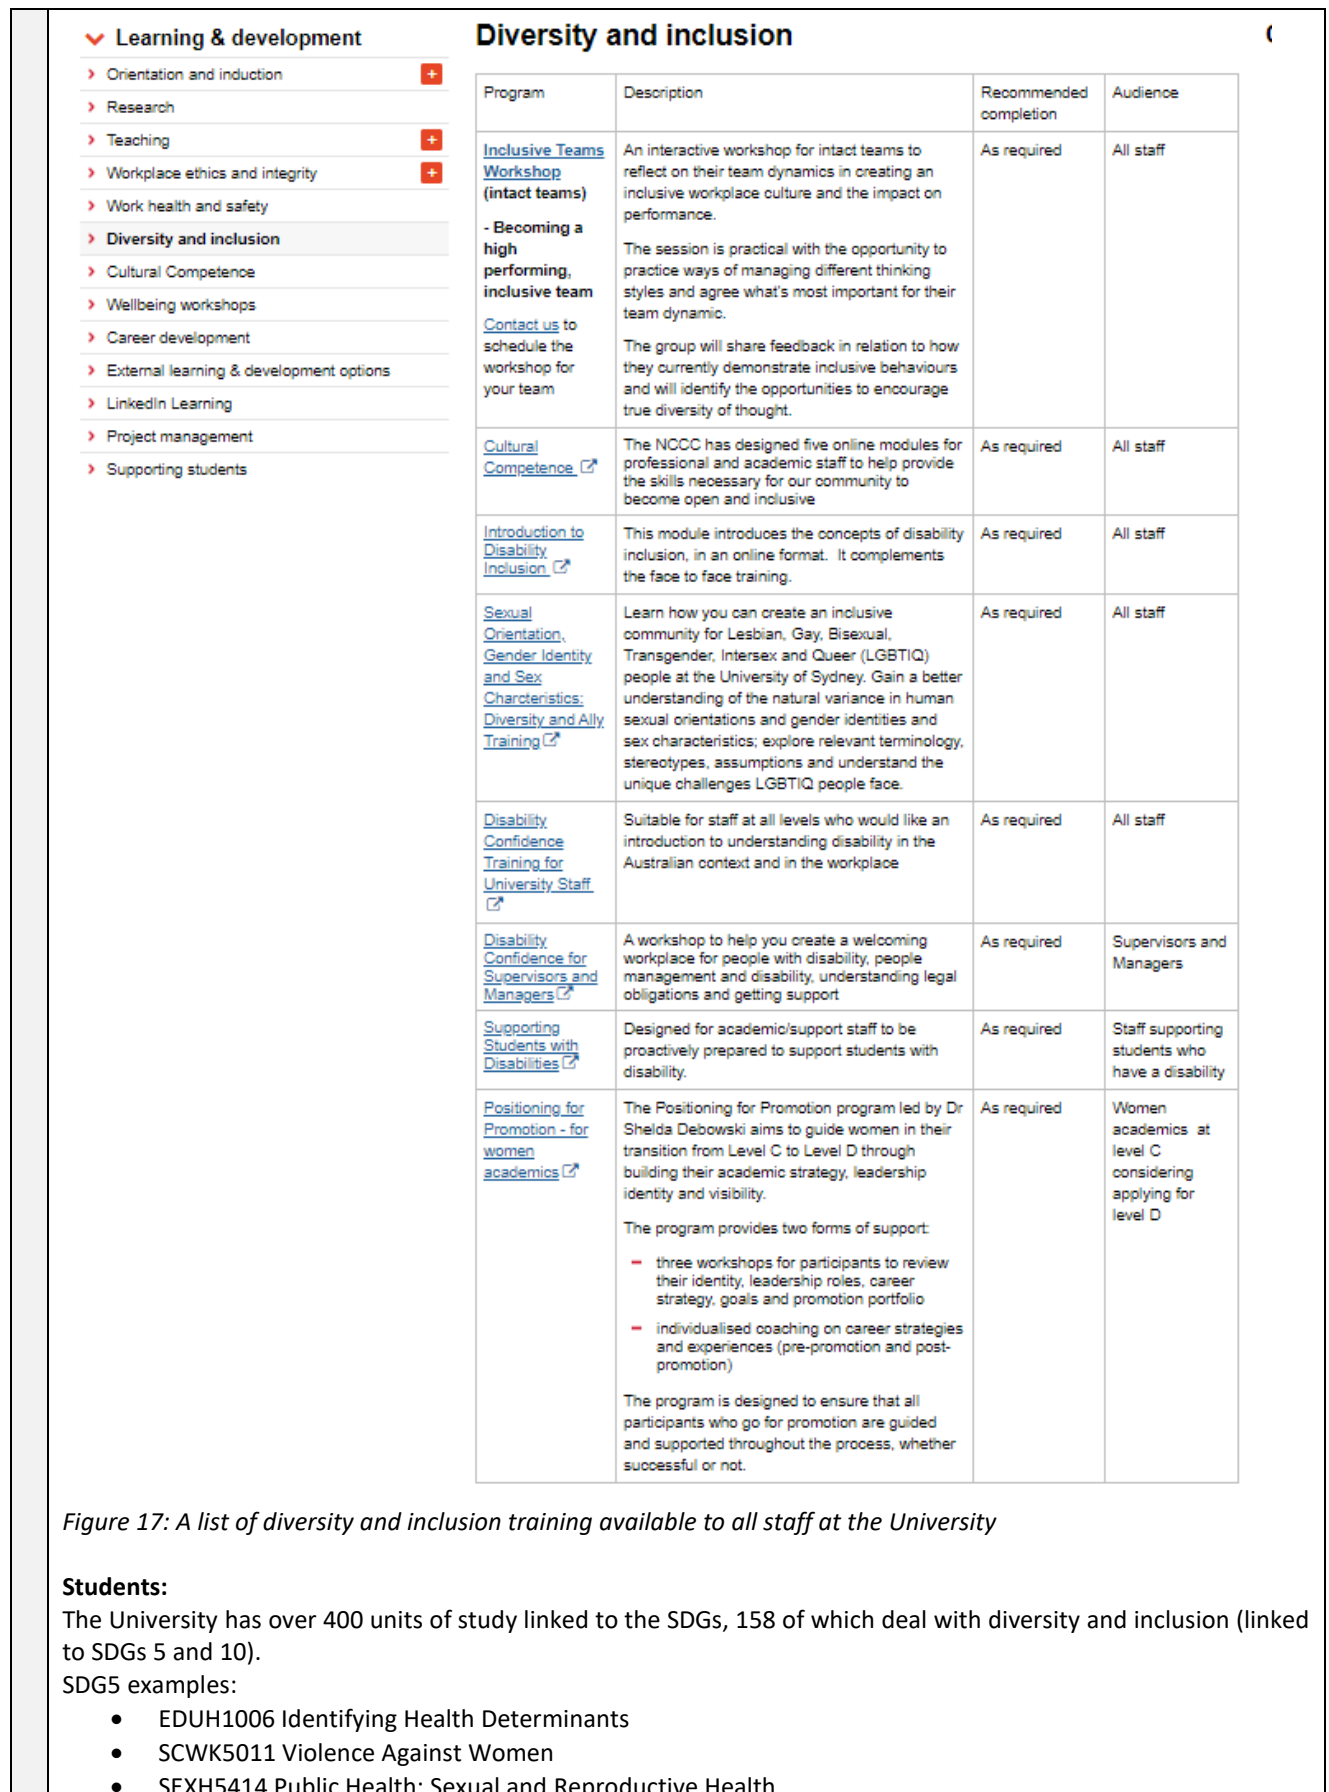 Learning & development
Orientation and induction
Research
Teaching
Workplace ethics and integrity
Work health and safety
Diversity and inclusion
Cultural Competence
Wellbeing workshops
Career development
External learning & development options
LinkedIn Learning
Project management
Supporting students
Diversity and inclusion
Program
Description
Recommended
completion
Audience
Inclusive Teams
Workshop
(intact teams)
- Becoming a
high
performing,
inclusive team
Contact us to
schedule the
workshop for
your team
An interactive workshop for intact teams to
reflect on their team dynamics in creating an
inclusive workplace culture and the impact on
performance.
The session is practical with the opportunity to
practice ways of managing different thinking
styles and agree what's most important for their
team dynamic.
The group will share feedback in relation to how
they currently demonstrate inclusive behaviours
and will identify the opportunities to encourage
true diversity of thought.
As required
All staff
Cultural
Competence
The NCCC has designed five online modules for
professional and academic staff to help provide
the skills necessary for our community to
become open and inclusive
As required
All staff
Introduction to
Disability
Inclusion
This module introduces the concepts of disability
inclusion, in an online format.  It complements
the face to face training.
As required
All staff
Sexual
Orientation,
Gender Identity
and Sex
Charcteristics:
Diversity and Ally
Training
Learn how you can create an inclusive
community for Lesbian, Gay, Bisexual,
Transgender, Intersex and Queer (LGBTIQ)
people at the University of Sydney. Gain a better
understanding of the natural variance in human
sexual orientations and gender identities and
sex characteristics; explore relevant terminology,
stereotypes, assumptions and understand the
unique challenges LGBTIQ people face.
As required
All staff
Disability
Confidence
Training for
University Staff
Suitable for staff at all levels who would like an
introduction to understanding disability in the
Australian context and in the workplace
As required
All staff
Disability
Confidence for
Supervisors and
Managers
A workshop to help you create a welcoming
workplace for people with disability, people
management and disability, understanding legal
obligations and getting support
As required
Supervisors and
Managers
Supporting
Students with
Disabilities
Designed for academic/support staff to be
proactively prepared to support students with
disability.
As required
Staff supporting
students who
have a disability
Positioning for
Promotion - for
women
academics
The Positioning for Promotion program led by Dr
Shelda Debowski aims to guide women in their
transition from Level C to Level D through
building their academic strategy, leadership
identity and visibility.
The program provides two forms of support:
three workshops for participants to review
their identity, leadership roles, career
strategy, goals and promotion portfolio
individualised coaching on career strategies
and experiences (pre-promotion and post-
promotion)
The program is designed to ensure that all
participants who go for promotion are guided
and supported throughout the process, whether
successful or not.
As required
Women
academics  at
level C
considering
applying for
level D
Figure 17: A list of diversity and inclusion training available to all staff at the University
Students:
The University has over 400 units of study linked to the SDGs, 158 of which deal with diversity and inclusion (linked
to SDGs 5 and 10).
SDG5 examples:
• EDUH1006 Identifying Health Determinants
• SCWK5011 Violence Against Women
• SEXH5414 Public Health: Sexual and Reproductive Health